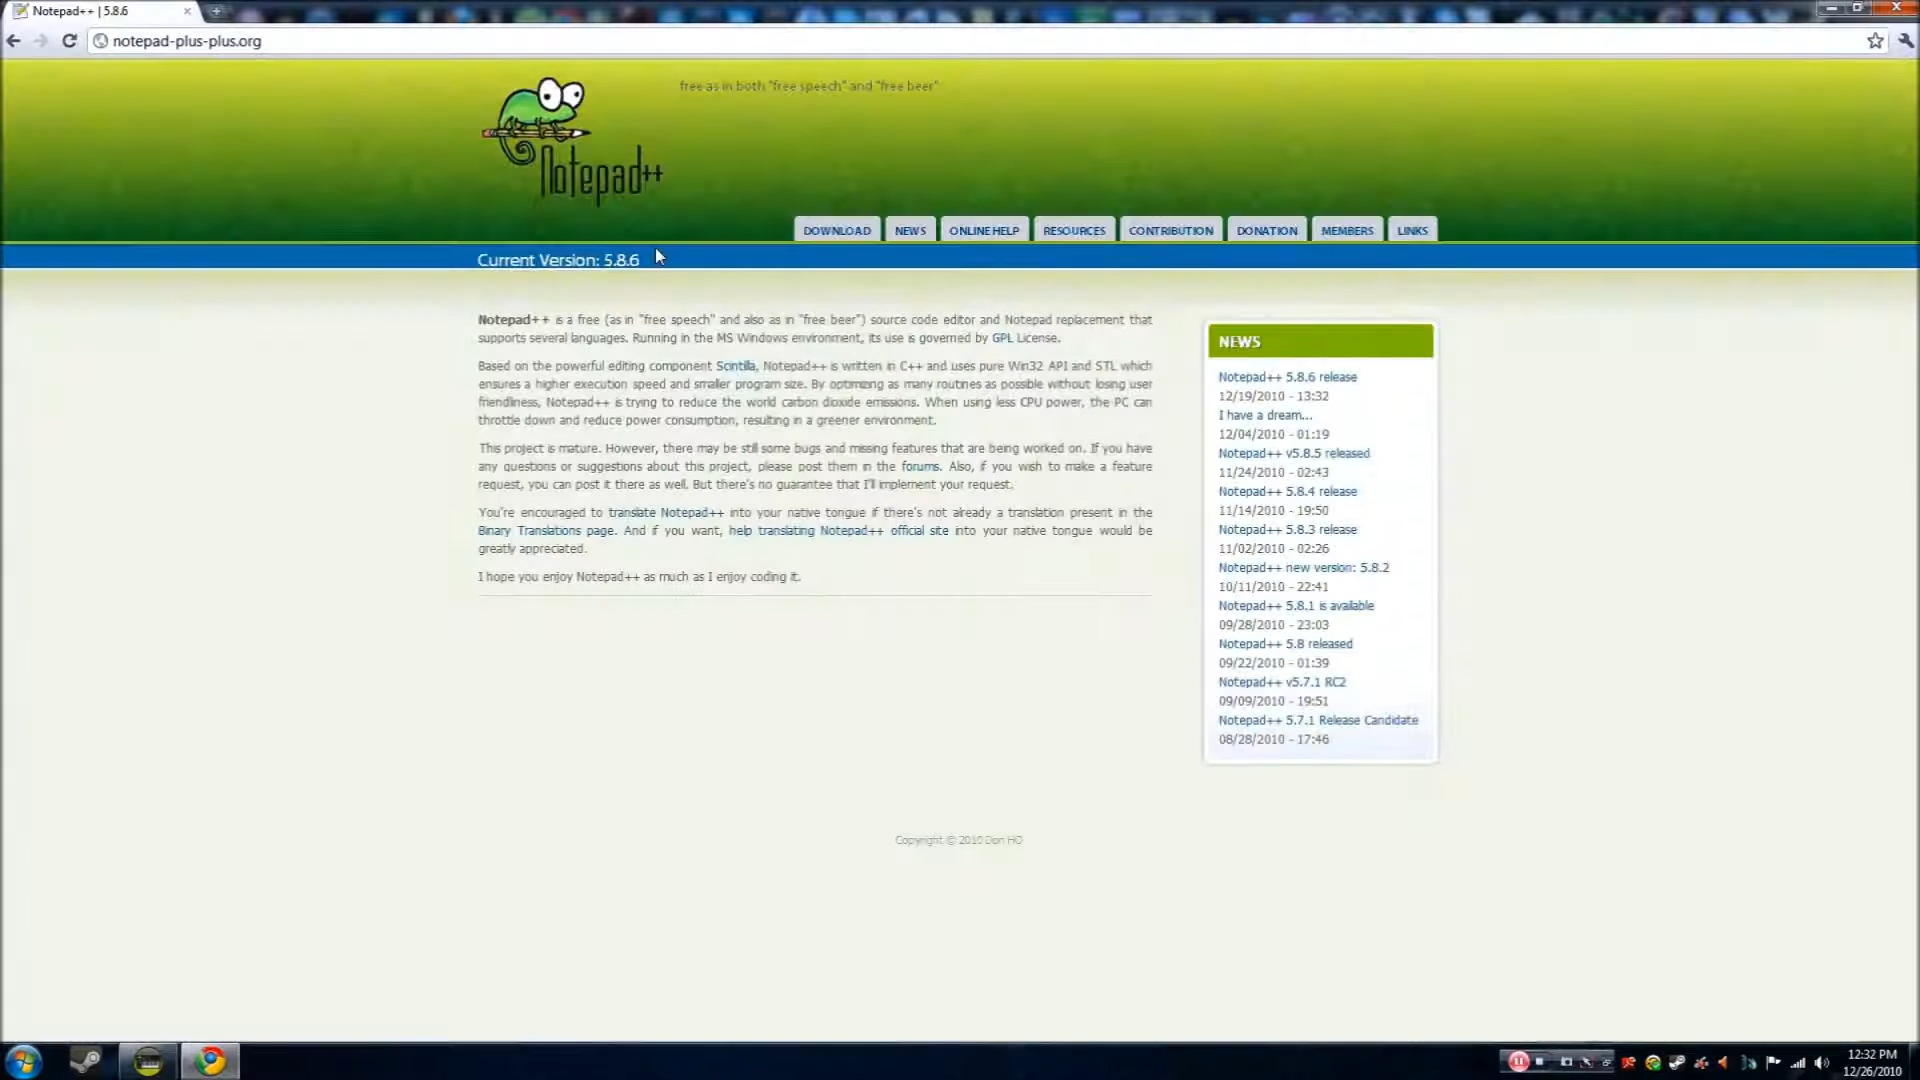 Notepad++ | 5.8.6
notepad-plus-plus.org
free as in both "free speech" and "free beer"
Notepad++
DOWNLOAD NEWS ONLINE HELP RESOURCES CONTRIBUTION DONATION MEMBERS LINKS
Current Version: 5.8.6
Notepad++ is a free (as in "free speech" and also as in "free beer") source code editor and Notepad replacement that
supports several languages. Running in the MS Windows environment, its use is governed by GPL License.
Based on the powerful editing component Scintilla, Notepad++ is written in C++ and uses pure Win32 API and STL which
ensures a higher execution speed and smaller program size. By optimizing as many routines as possible without losing user
friendliness, Notepad++ is trying to reduce the world carbon dioxide emissions. When using less CPU power, the PC can
throttle down and reduce power consumption, resulting in a greener environment.
This project is mature. However, there may be still some bugs and missing features that are being worked on. If you have
any questions or suggestions about this project, please post them in the forums. Also, if you wish to make a feature
request, you can post it there as well. But there's no guarantee that I'll implement your request.
You're encouraged to translate Notepad++ into your native tongue if there's not already a translation present in the
Binary Translations page. And if you want, help translating Notepad++ official site into your native tongue would be
greatly appreciated.
I hope you enjoy Notepad++ as much as I enjoy coding it.
NEWS
Notepad++ 5.8.6 release
12/19/2010 - 13:32
I have a dream...
12/04/2010 - 01:19
Notepad++ v5.8.5 released
11/24/2010 - 02:43
Notepad++ 5.8.4 release
11/14/2010 - 19:50
Notepad++ 5.8.3 release
11/02/2010 - 02:26
Notepad++ new version: 5.8.2
10/11/2010 - 22:41
Notepad++ 5.8.1 is available
09/28/2010 - 23:03
Notepad++ 5.8 released
09/22/2010 - 01:39
Notepad++ v5.7.1 RC2
09/09/2010 - 19:51
Notepad++ 5.7.1 Release Candidate
08/28/2010 - 17:46
Copyright © 2010 Don HO
12:32 PM
12/26/2010